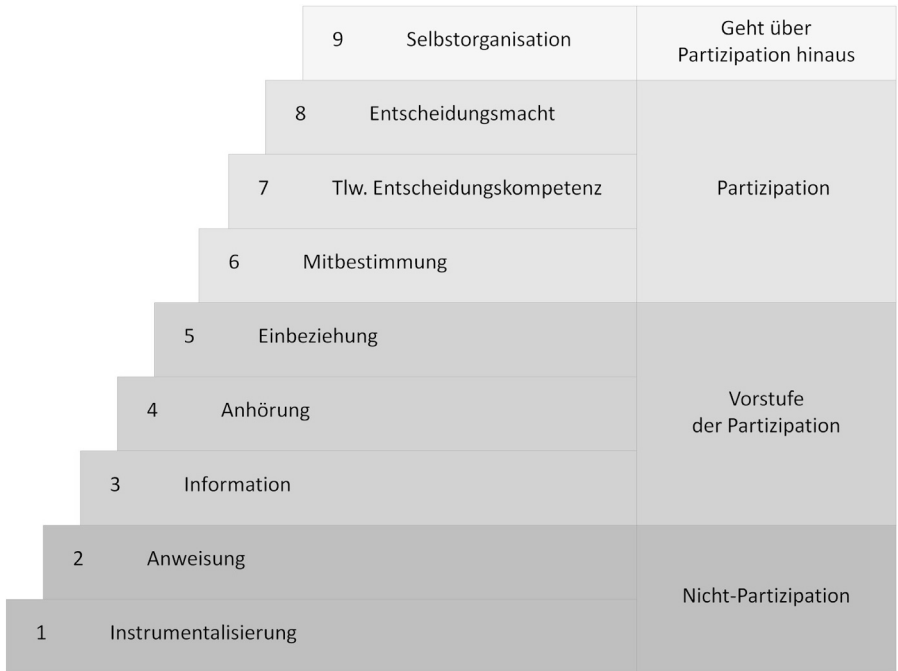 9 Selbstorganisation
Geht über
Partizipation hinaus
8 Entscheidungsmacht
7 Tlw. Entscheidungskompetenz
Partizipation
6 Mitbestimmung
5 Einbeziehung
4 Anhörung
Vorstufe
der Partizipation
3 Information
2 Anweisung
Nicht-Partizipation
1 Instrumentalisierung